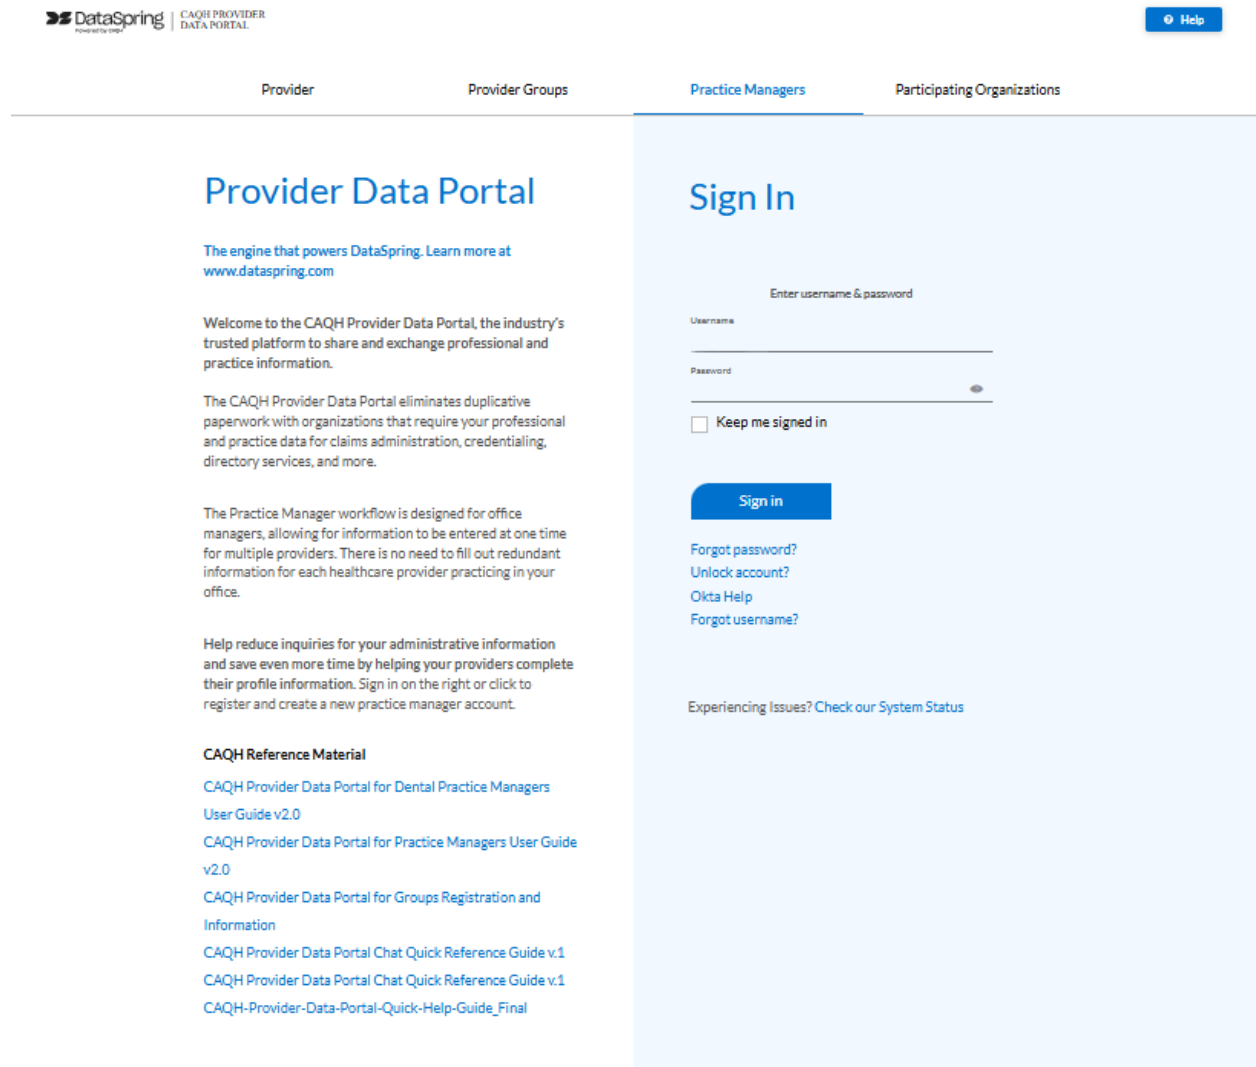 DataSpring
Powered by CAQH
CAQH PROVIDER
DATA PORTAL
Help
Provider
Provider Groups
Practice Managers
Participating Organizations
Provider Data Portal
The engine that powers DataSpring. Learn more at
www.dataspring.com
Welcome to the CAQH Provider Data Portal, the industry's
trusted platform to share and exchange professional and
practice information.
The CAQH Provider Data Portal eliminates duplicative
paperwork with organizations that require your professional
and practice data for claims administration, credentialing,
directory services, and more.
The Practice Manager workflow is designed for office
managers, allowing for information to be entered at one time
for multiple providers. There is no need to fill out redundant
information for each healthcare provider practicing in your
office.
Help reduce inquiries for your administrative information
and save even more time by helping your providers complete
their profile information. Sign in on the right or click to
register and create a new practice manager account.
CAQH Reference Material
CAQH Provider Data Portal for Dental Practice Managers
User Guide v2.0
CAQH Provider Data Portal for Practice Managers User Guide
v2.0
CAQH Provider Data Portal for Groups Registration and
Information
CAQH Provider Data Portal Chat Quick Reference Guide v.1
CAQH Provider Data Portal Chat Quick Reference Guide v.1
CAQH-Provider-Data-Portal-Quick-Help-Guide_Final
Sign In
Enter username & password
Username
Password
Keep me signed in
Sign in
Forgot password?
Unlock account?
Okta Help
Forgot username?
Experiencing Issues? Check our System Status